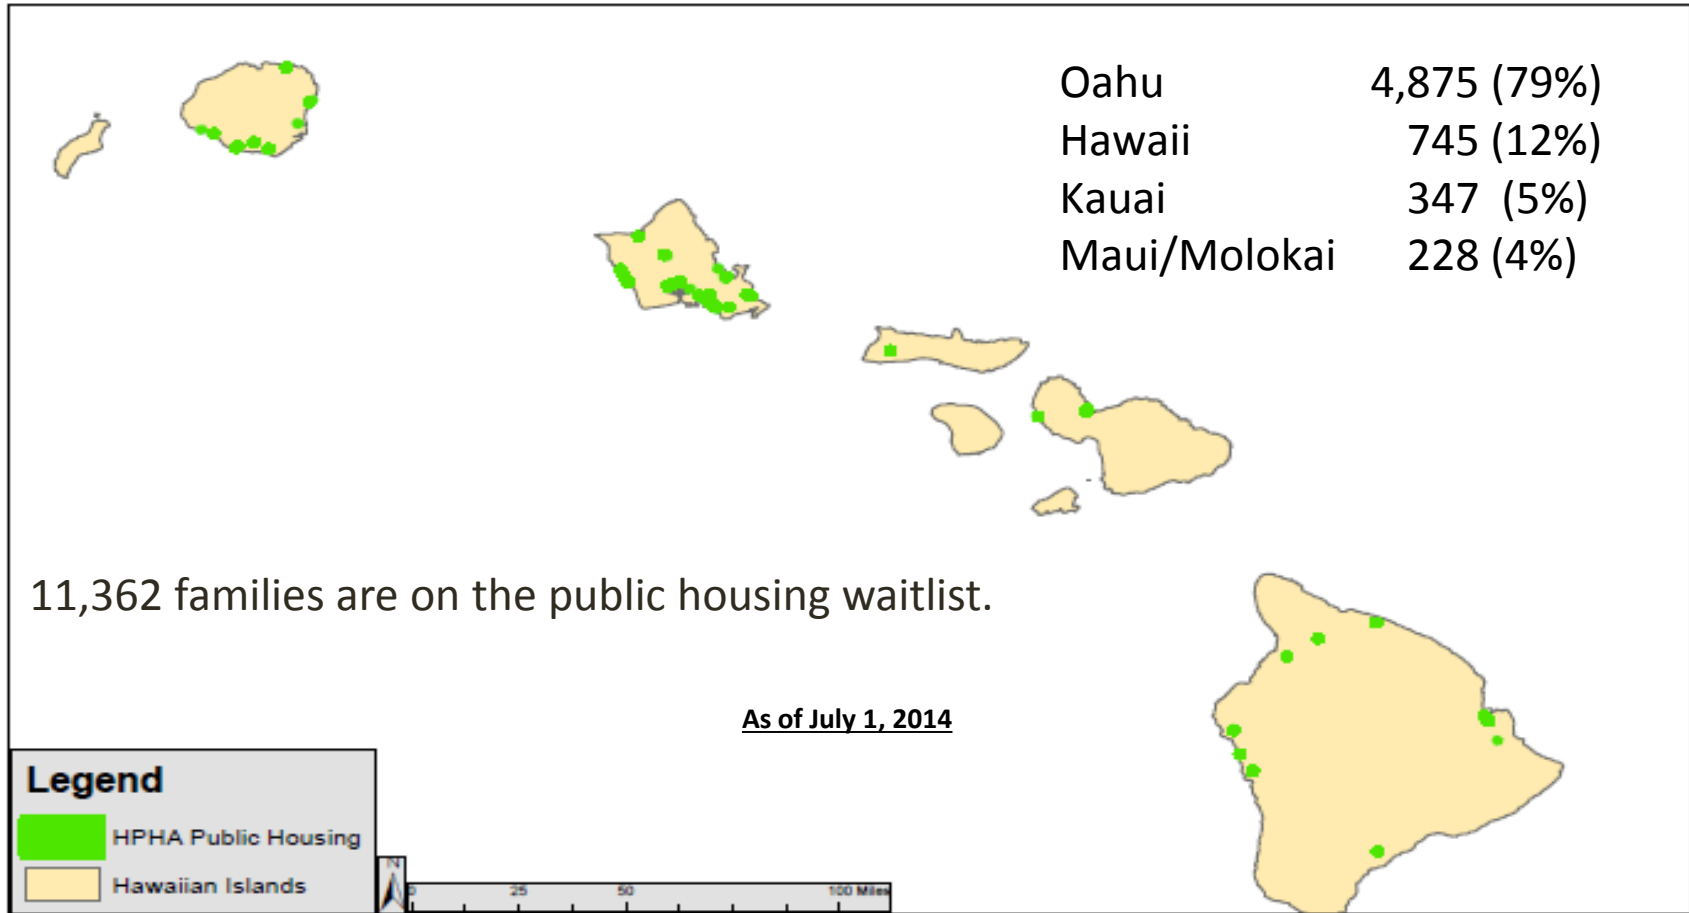 Oahu 4,875 (79%)
Hawaii 745 (12%)
Kauai 347 (5%)
Maui/Molokai 228 (4%)
11,362 families are on the public housing waitlist.
As of July 1, 2014
Legend
HPHA Public Housing
Hawaiian Islands
N
0 25 50 100 Miles